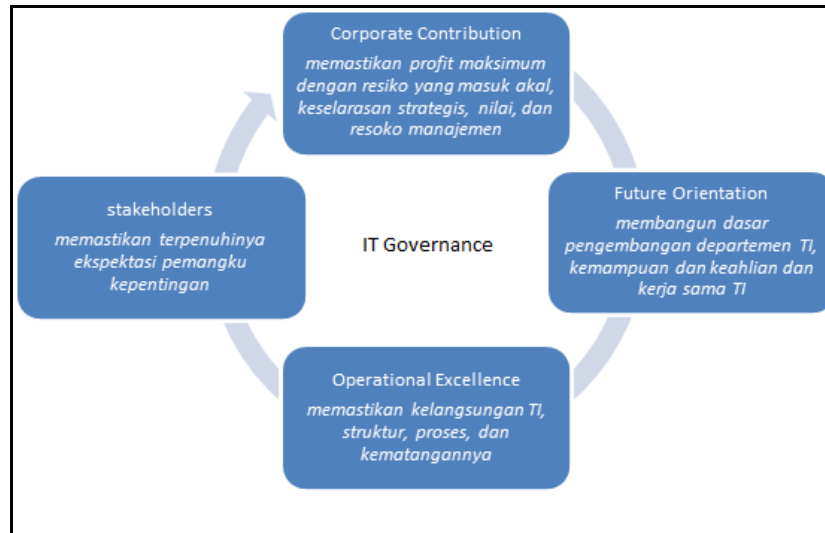 Corporate Contribution
memastikan profit maksimum
dengan resiko yang masuk akal,
keselarasan strategis, nilai, dan
resoko manajemen
stakeholders
memastikan terpenuhinya
ekspektasi pemangku
kepentingan
IT Governance
Future Orientation
membangun dasar
pengembangan departemen TI,
kemampuan dan keahlian dan
kerja sama TI
Operational Excellence
memastikan kelangsungan TI,
struktur, proses, dan
kematangannya